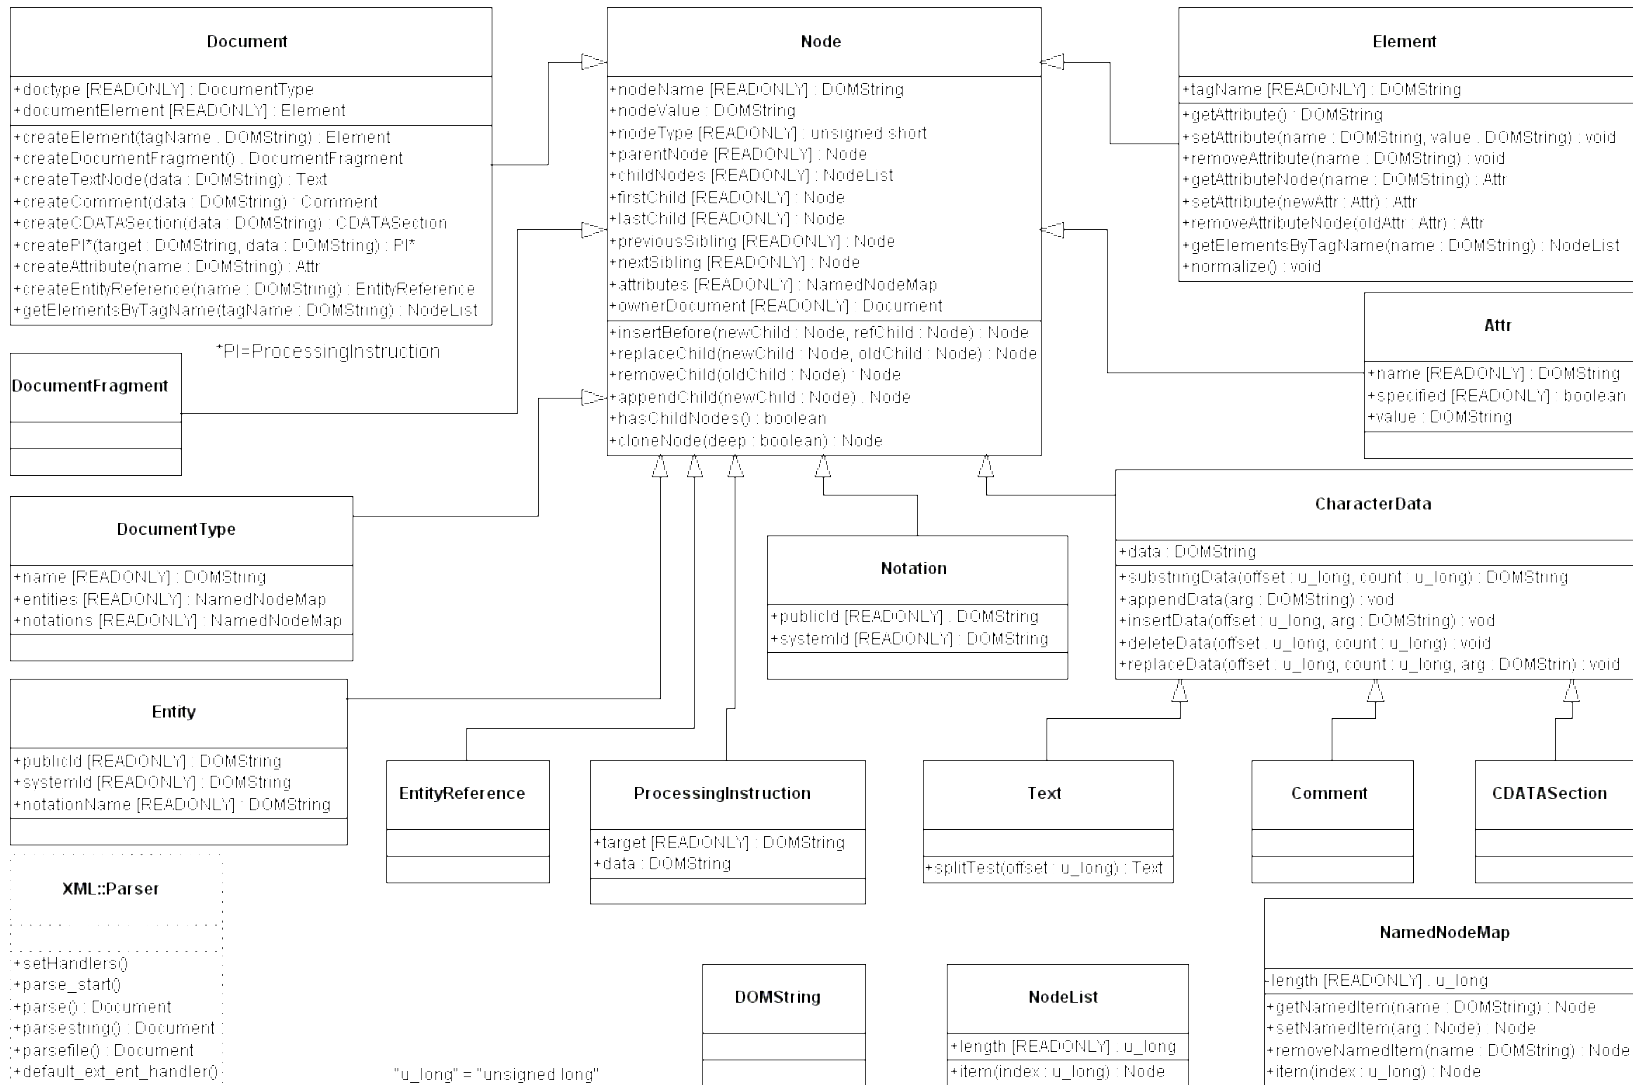 Document
+doctype [READONLY] : DocumentType
+documentElement [READONLY] : Element
+createElement(tagName : DOMString) : Element
+createDocumentFragment() : DocumentFragment
+createTextNode(data : DOMString) : Text
+createComment(data : DOMString) : Comment
+createCDATASection(data : DOMString) : CDATASection
+createPI*(target : DOMString, data : DOMString) : PI*
+createAttribute(name : DOMString) : Attr
+createEntityReference(name : DOMString) : EntityReference
+getElementsByTagName(tagName : DOMString) : NodeList
*PI=ProcessingInstruction
Node
+nodeName [READONLY] : DOMString
+nodeValue : DOMString
+nodeType [READONLY] : unsigned short
+parentNode [READONLY] : Node
+childNodes [READONLY] : NodeList
+firstChild [READONLY] : Node
+lastChild [READONLY] : Node
+previousSibling [READONLY] : Node
+nextSibling [READONLY] : Node
+attributes [READONLY] : NamedNodeMap
+ownerDocument [READONLY] : Document
+insertBefore(newChild : Node, refChild : Node) : Node
+replaceChild(newChild : Node, oldChild : Node) : Node
+removeChild(oldChild : Node) : Node
+appendChild(newChild : Node) : Node
+hasChildNodes() : boolean
+cloneNode(deep : boolean) : Node
Element
+tagName [READONLY] : DOMString
+getAttribute() : DOMString
+setAttribute(name : DOMString, value : DOMString) : void
+removeAttribute(name : DOMString) : void
+getAttributeNode(name : DOMString) : Attr
+setAttribute(newAttr : Attr) : Attr
+removeAttributeNode(oldAttr : Attr) : Attr
+getElementsByTagName(name : DOMString) : NodeList
+normalize() : void
Attr
+name [READONLY] : DOMString
+specified [READONLY] : boolean
+value : DOMString
DocumentFragment
DocumentType
+name [READONLY] : DOMString
+entities [READONLY] : NamedNodeMap
+notations [READONLY] : NamedNodeMap
Notation
+publicId [READONLY] : DOMString
+systemId [READONLY] : DOMString
CharacterData
+data : DOMString
+substringData(offset : u_long, count : u_long) : DOMString
+appendData(arg : DOMString) : vod
+insertData(offset : u_long, arg : DOMString) : vod
+deleteData(offset : u_long, count : u_long) : void
+replaceData(offset : u_long, count : u_long, arg : DOMStrin) : void
Entity
+publicId [READONLY] : DOMString
+systemId [READONLY] : DOMString
+notationName [READONLY] : DOMString
EntityReference
ProcessingInstruction
+target [READONLY] : DOMString
+data : DOMString
Text
+splitTest(offset : u_long) : Text
Comment
CDATASection
XML::Parser
+setHandlers()
+parse_start()
+parse() : Document
+parsestring() : Document
+parsefile() : Document
+default_ext_ent_handler()
"u_long" = "unsigned long"
DOMString
NodeList
+length [READONLY] : u_long
+item(index : u_long) : Node
NamedNodeMap
+length [READONLY] : u_long
+getNamedItem(name : DOMString) : Node
+setNamedItem(arg : Node) : Node
+removeNamedItem(name : DOMString) : Node
+item(index : u_long) : Node